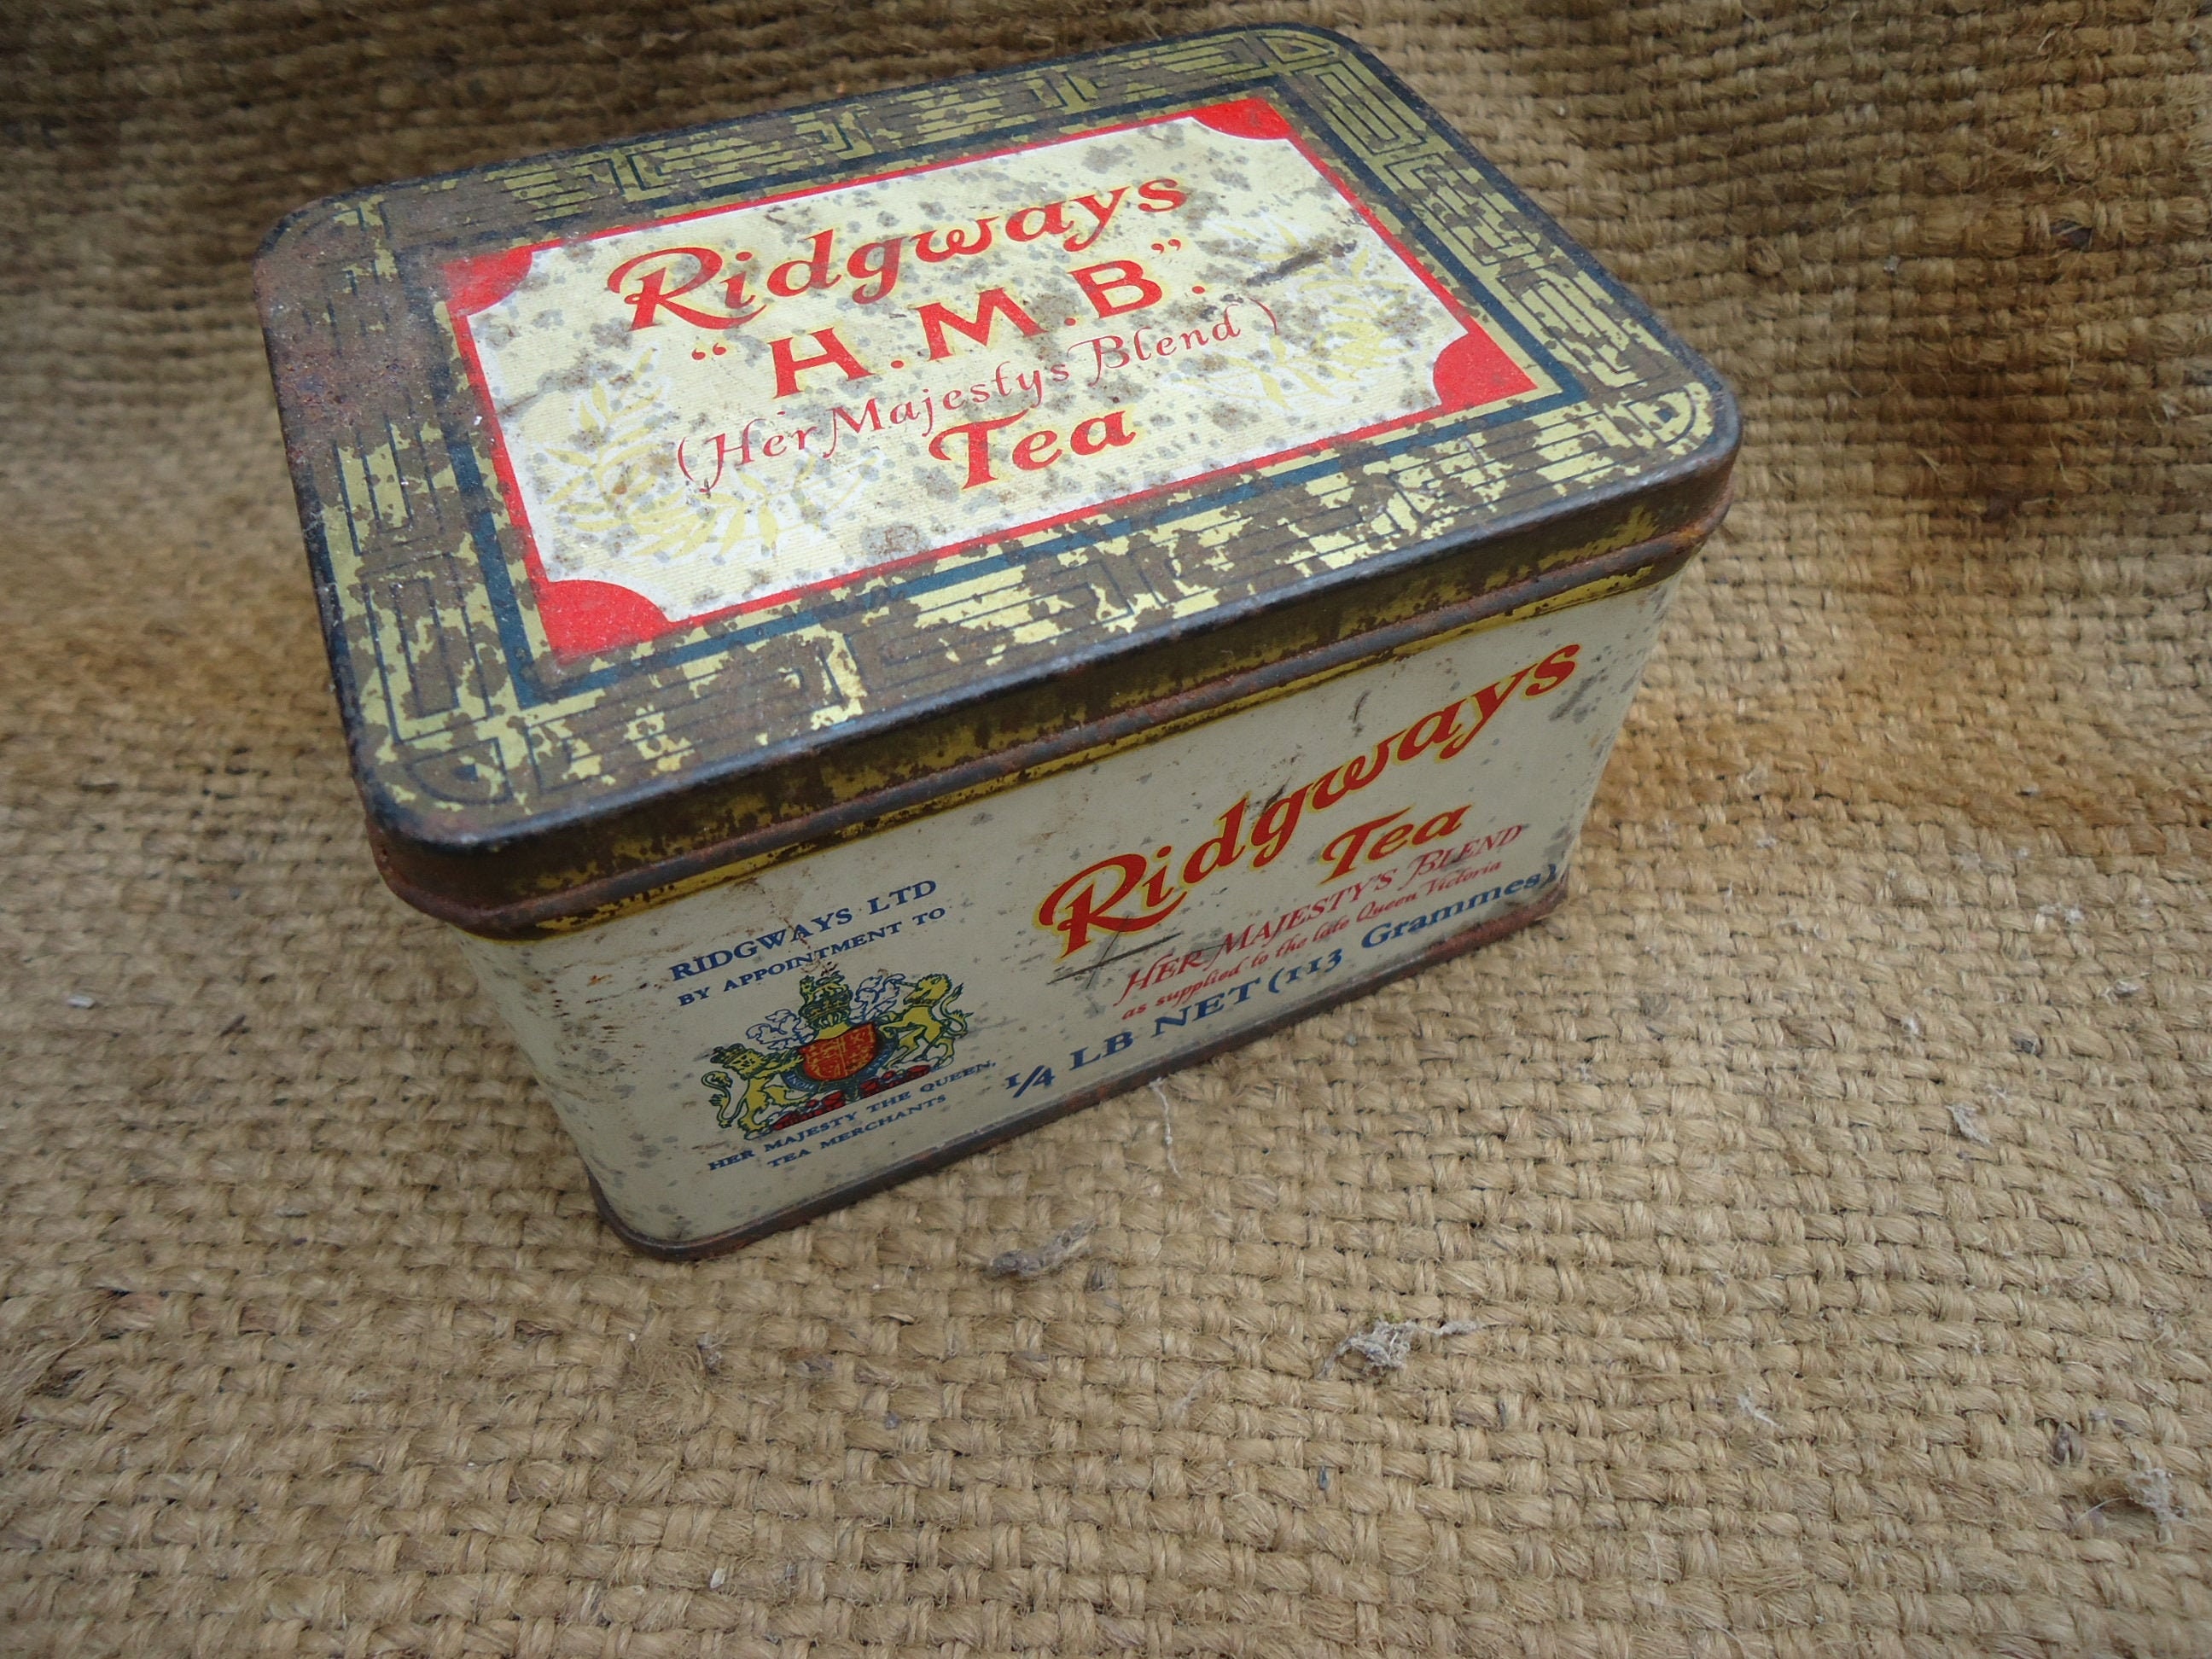 Ridgways
"H.M.B".
(Her Majestys Blend)
Tea
RIDGWAYS LTD
BY APPOINTMENT TO
HER MAJESTY THE QUEEN,
TEA MERCHANTS
Ridgways
Tea
HER MAJESTY'S BLEND
as supplied to the late Queen Victoria
1/4 LB NET (113 Grammes)